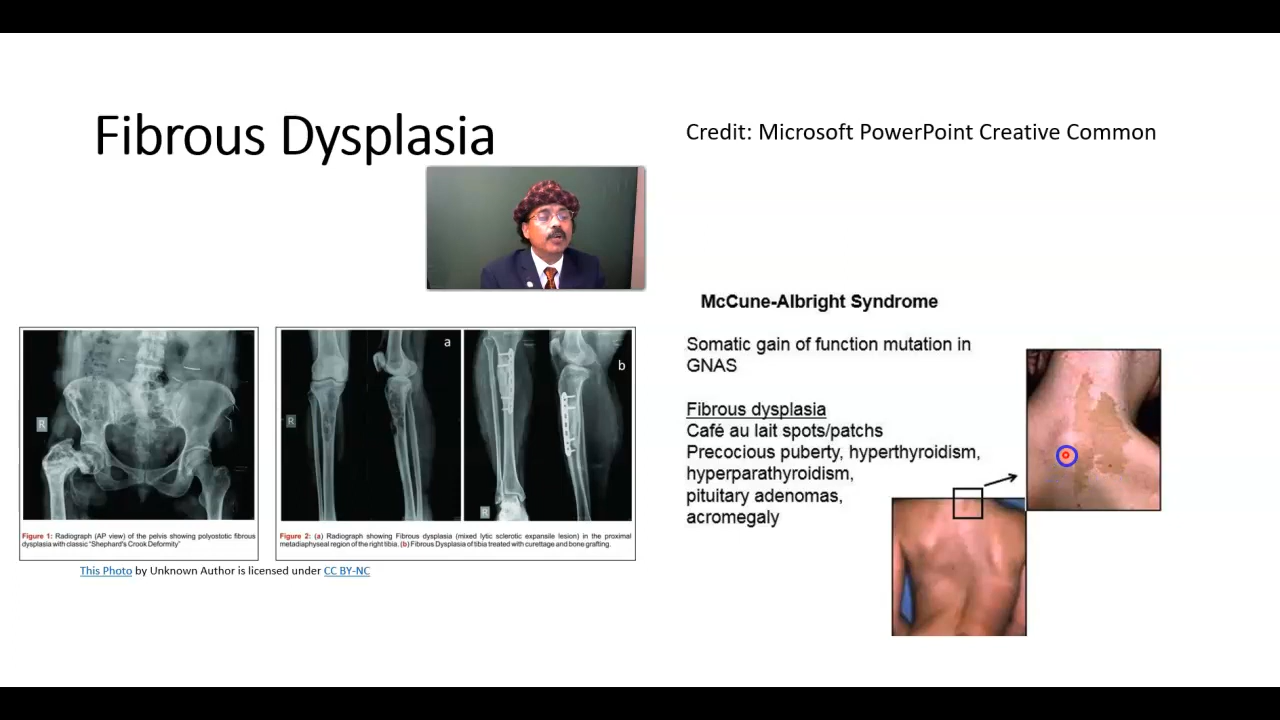 Fibrous Dysplasia
Credit: Microsoft PowerPoint Creative Common
R
Figure 1: Radiograph (AP view) of the pelvis showing polyostotic fibrous
dysplasia with classic "Shephard's Crook Deformity"
a
R
b
R
Figure 2: (a) Radiograph showing Fibrous dysplasia (mixed lytic sclerotic expansile lesion) in the proximal
metadiaphyseal region of the right tibia. (b) Fibrous Dysplasia of tibia treated with curettage and bone grafting.
This Photo by Unknown Author is licensed under CC BY-NC
McCune-Albright Syndrome
Somatic gain of function mutation in
GNAS
Fibrous dysplasia
Café au lait spots/patchs
Precocious puberty, hyperthyroidism,
hyperparathyroidism,
pituitary adenomas,
acromegaly